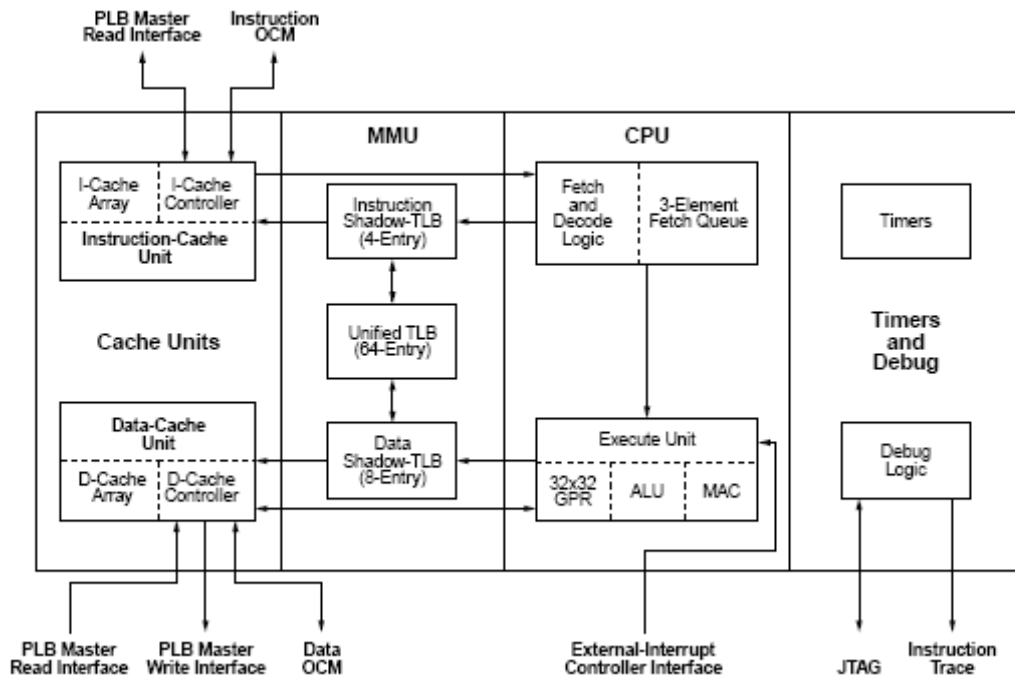 PLB Master
Read Interface
Instruction
OCM
MMU
CPU
I-Cache
Array
I-Cache
Controller
Instruction-Cache
Unit
Instruction
Shadow-TLB
(4-Entry)
Fetch
and
Decode
Logic
3-Element
Fetch Queue
Timers
Cache Units
Unified TLB
(64-Entry)
Timers
and
Debug
Data-Cache
Unit
D-Cache
Array
D-Cache
Controller
Data
Shadow-TLB
(8-Entry)
Execute Unit
32x32
GPR
ALU
MAC
Debug
Logic
PLB Master
Read Interface
PLB Master
Write Interface
Data
OCM
External-Interrupt
Controller Interface
JTAG
Instruction
Trace